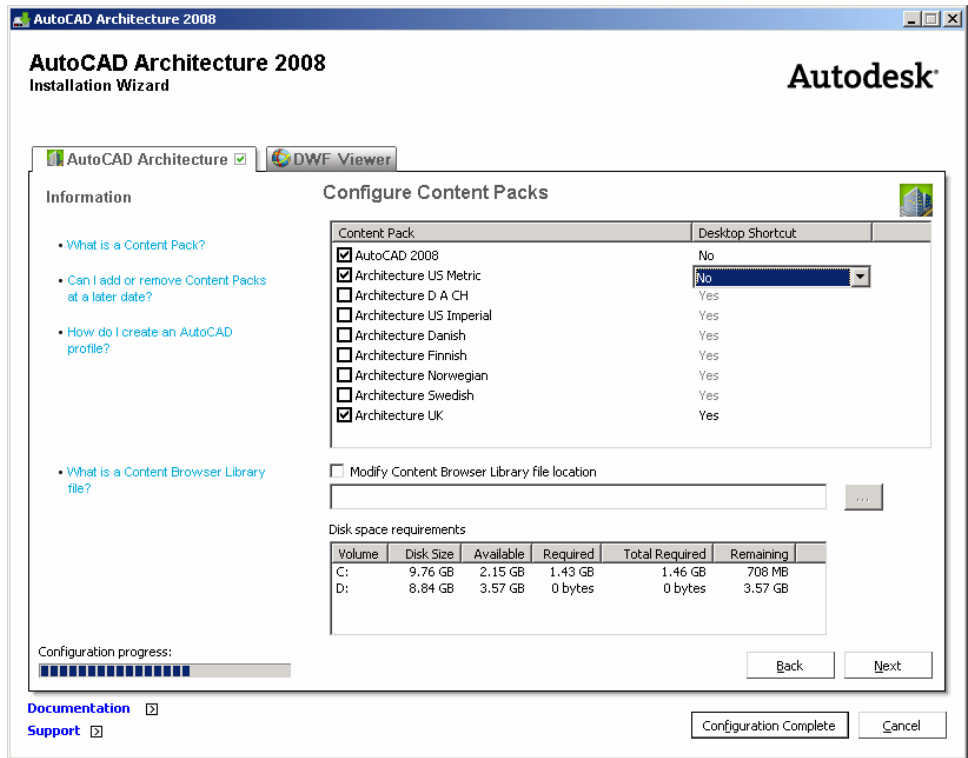 AutoCAD Architecture 2008
AutoCAD Architecture 2008
Installation Wizard
Autodesk
AutoCAD Architecture
DWF Viewer
Information
• What is a Content Pack?
• Can I add or remove Content Packs
at a later date?
• How do I create an AutoCAD
profile?
• What is a Content Browser Library
file?
Configure Content Packs
Content Pack Desktop Shortcut
AutoCAD 2008 No
Architecture US Metric No
Architecture D A CH Yes
Architecture US Imperial Yes
Architecture Danish Yes
Architecture Finnish Yes
Architecture Norwegian Yes
Architecture Swedish Yes
Architecture UK Yes
Modify Content Browser Library file location
...
Disk space requirements
Volume Disk Size Available Required Total Required Remaining
C: 9.76 GB 2.15 GB 1.43 GB 1.46 GB 708 MB
D: 8.84 GB 3.57 GB 0 bytes 0 bytes 3.57 GB
Configuration progress:
Back Next
Documentation
Support
Configuration Complete Cancel